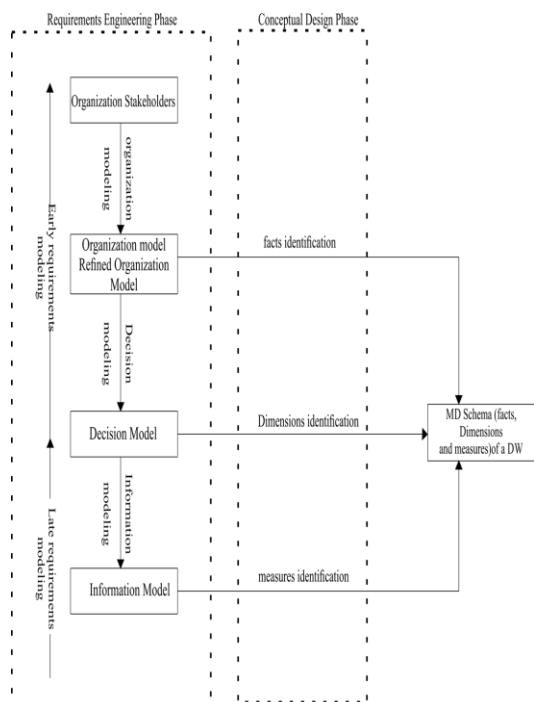 Requirements Engineering Phase
Conceptual Design Phase
Organization Stakeholders
organization
modeling
Early requirements
modeling
Organization model
Refined Organization
Model
facts identification
Decision
modeling
Decision Model
Dimensions identification
MD Schema (facts,
Dimensions
and measures)of a DW
Information
modeling
Late requirements
modeling
Information Model
measures identification